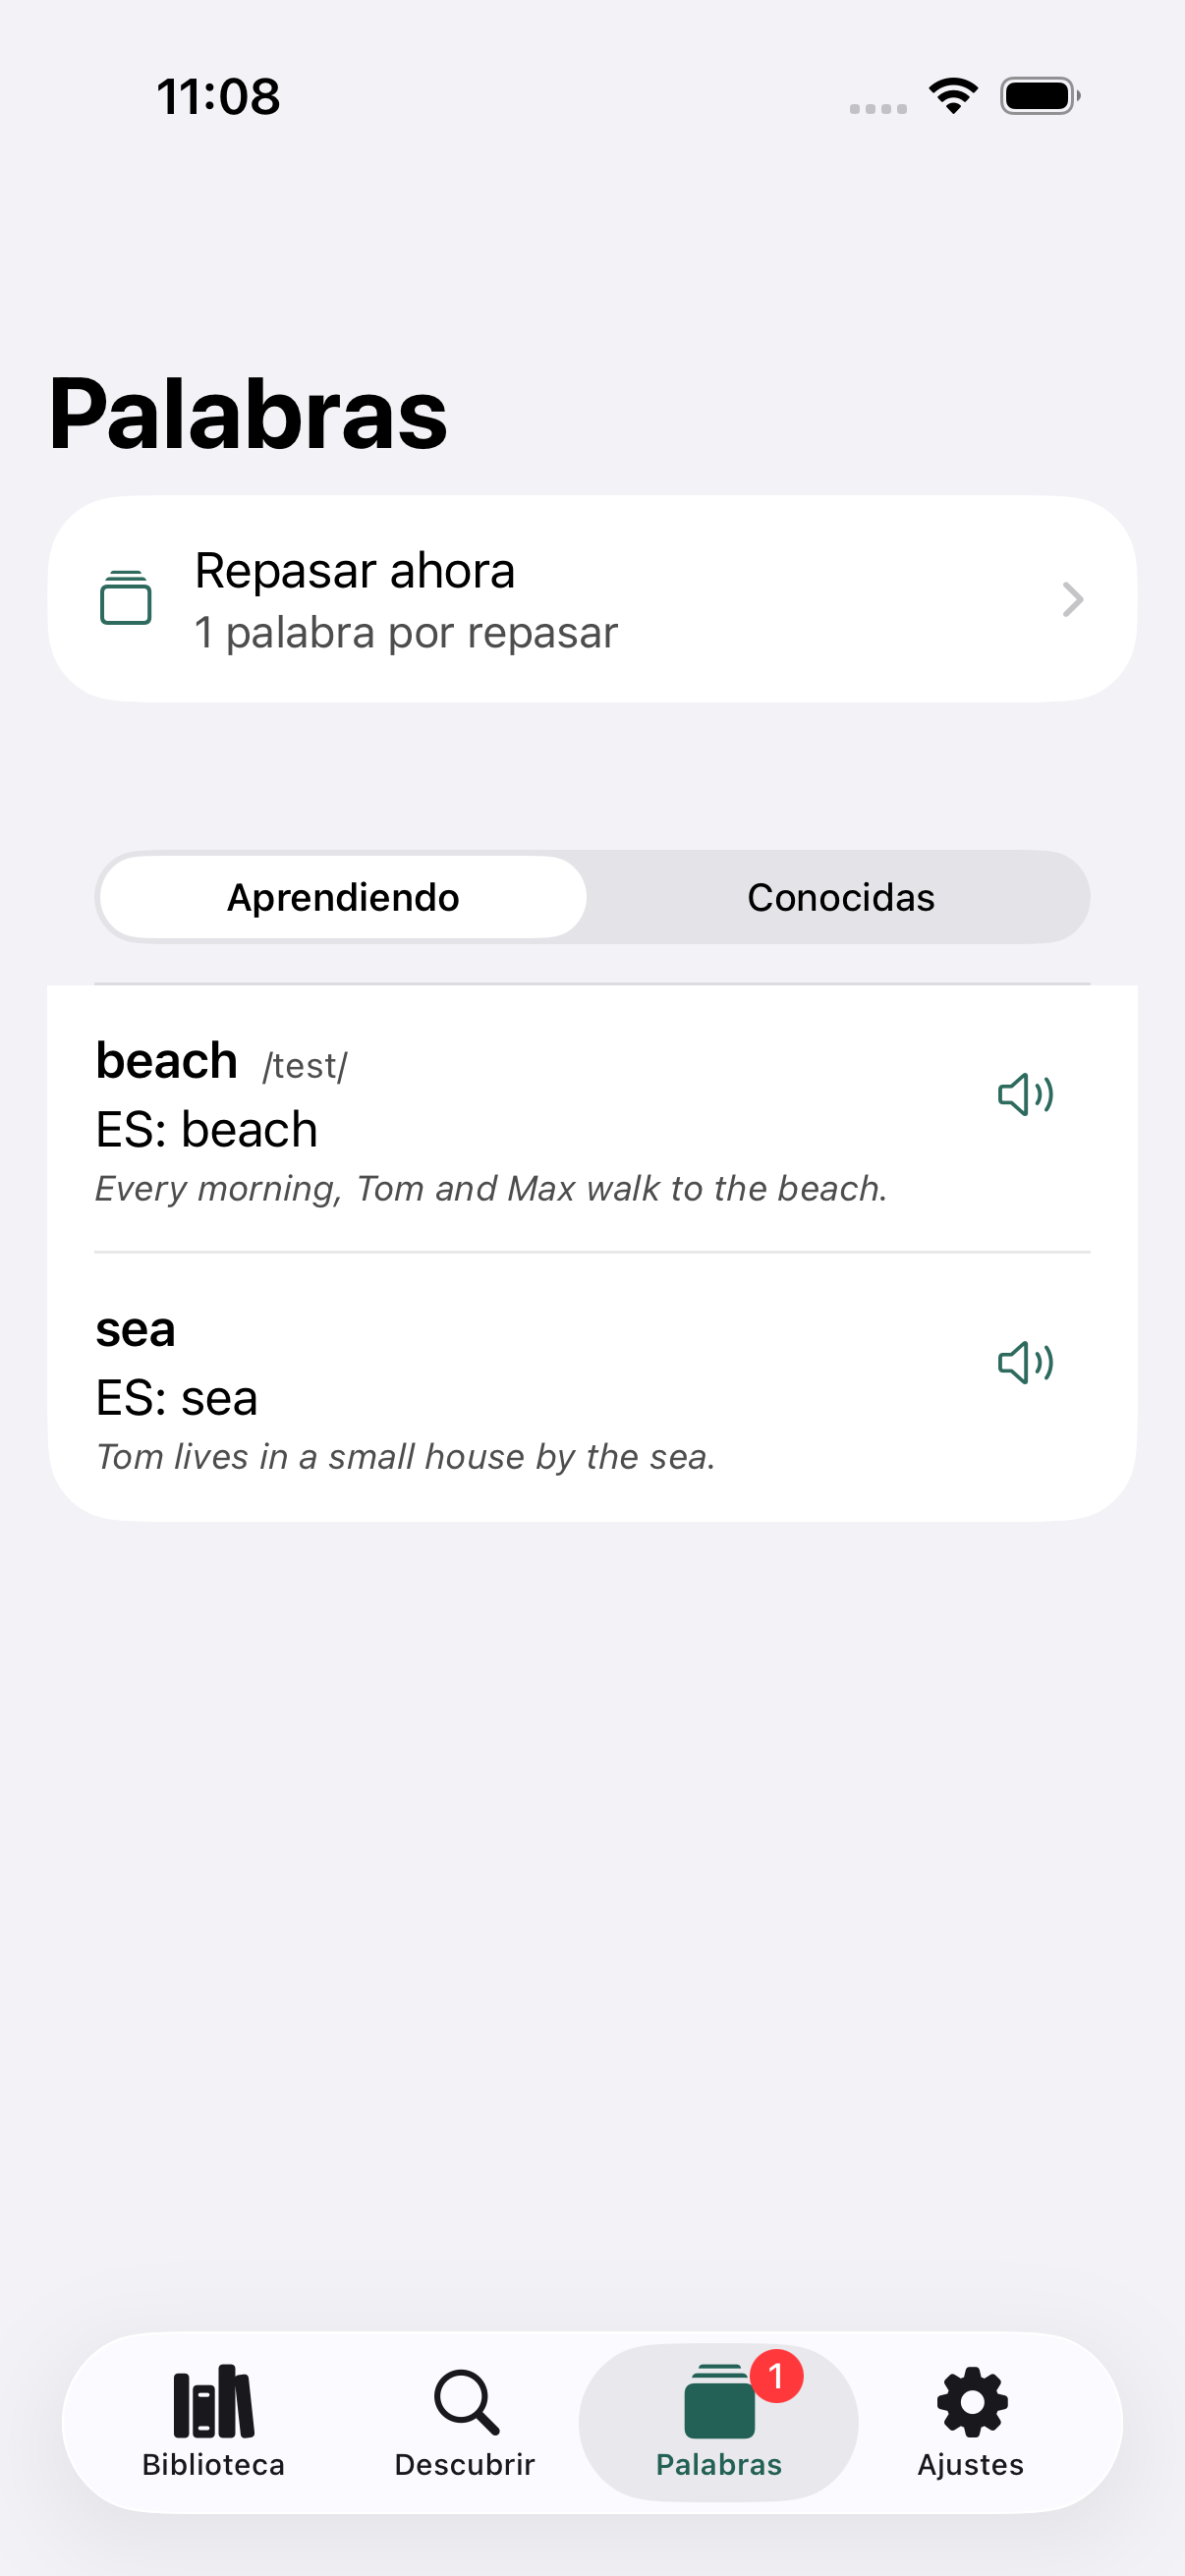 11:08
Palabras
Repasar ahora
1 palabra por repasar
Aprendiendo
Conocidas
beach /test/
ES: beach
Every morning, Tom and Max walk to the beach.
sea
ES: sea
Tom lives in a small house by the sea.
1
Biblioteca
Descubrir
Palabras
Ajustes